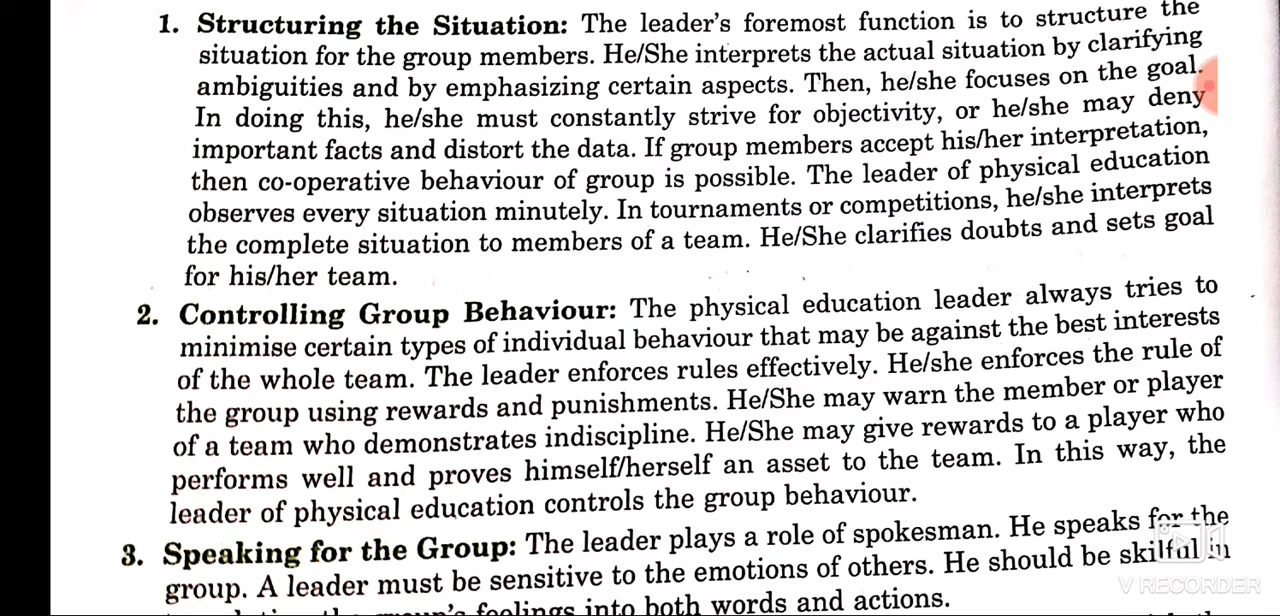 1. Structuring the Situation: The leader's foremost function is to structure the
situation for the group members. He/She interprets the actual situation by clarifying
ambiguities and by emphasizing certain aspects. Then, he/she focuses on the goal.
In doing this, he/she must constantly strive for objectivity, or he/she may deny
important facts and distort the data. If group members accept his/her interpretation,
then co-operative behaviour of group is possible. The leader of physical education
observes every situation minutely. In tournaments or competitions, he/she interprets
the complete situation to members of a team. He/She clarifies doubts and sets goal
for his/her team.
2. Controlling Group Behaviour: The physical education leader always tries to
minimise certain types of individual behaviour that may be against the best interests
of the whole team. The leader enforces rules effectively. He/she enforces the rule of
the group using rewards and punishments. He/She may warn the member or player
of a team who demonstrates indiscipline. He/She may give rewards to a player who
performs well and proves himself/herself an asset to the team. In this way, the
leader of physical education controls the group behaviour.
3. Speaking for the Group: The leader plays a role of spokesman. He speaks for the
group. A leader must be sensitive to the emotions of others. He should be skilful in
group's feelings into both words and actions.
V RECORDER